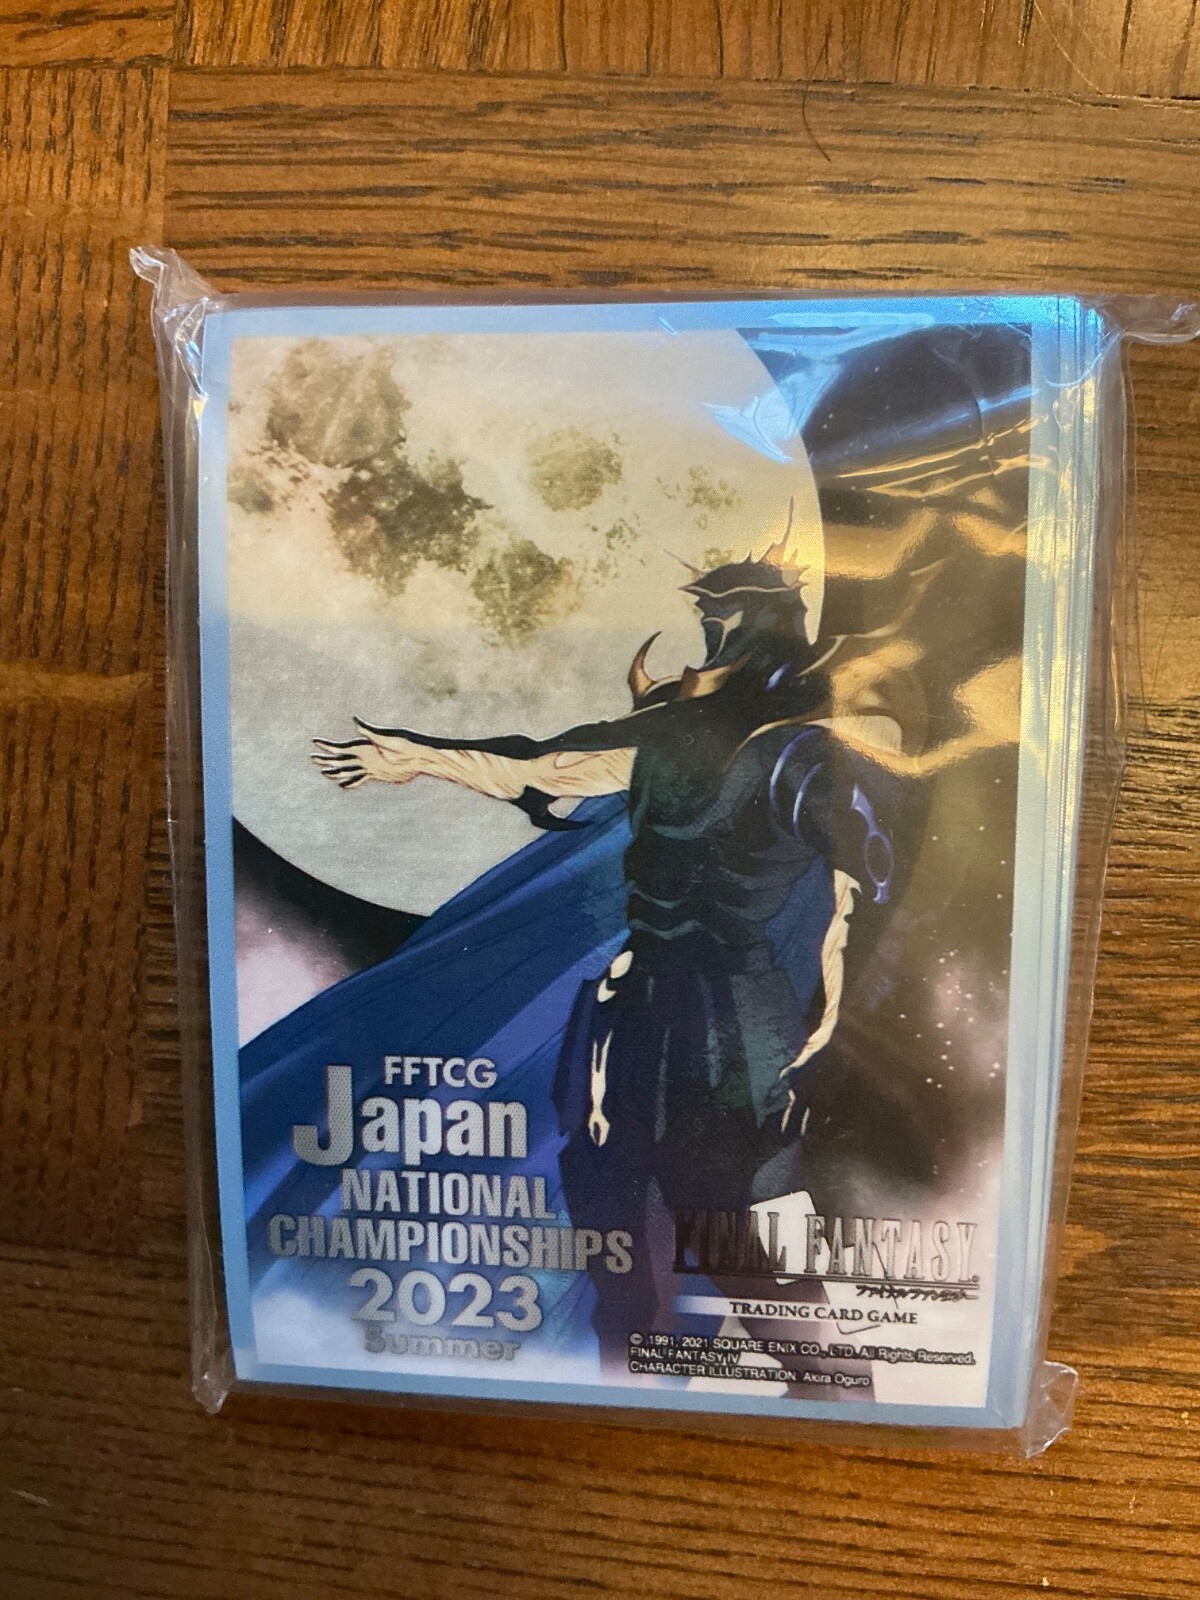 FFTCG
Japan
NATIONAL
CHAMPIONSHIPS
2023
Summer
FINAL FANTASY
ファイナルファンタジー
TRADING CARD GAME
© 1991, 2021 SQUARE ENIX CO., LTD. All Rights Reserved.
FINAL FANTASY IV
CHARACTER ILLUSTRATION: Akira Oguro